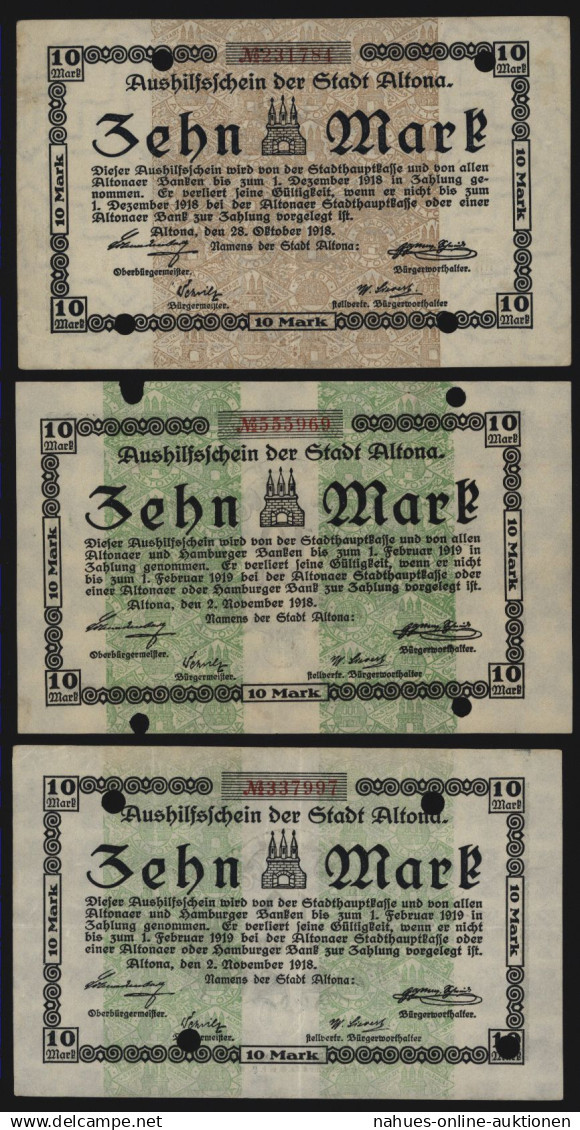 10 №231784 10
Mark Mark
Aushilfsschein der Stadt Altona.
Zehn Mark
Dieser Aushilfsschein wird von der Stadthauptkasse und von allen
Altonaer Banken bis zum 1. Dezember 1918 in Zahlung ge-
nommen. Er verliert seine Gültigkeit, wenn er nicht bis zum
1. Dezember 1918 bei der Altonaer Stadthauptkasse oder einer
Altonaer Bank zur Zahlung vorgelegt ist.
Altona, den 28. Oktober 1918. Namens der Stadt Altona:
10 Mark
10 Mark
Oberbürgermeister. Bürgerworthalter.
Bürgermeister. stellvertr. Bürgerworthalter
10 10 Mark 10
Mark Mark
10 №555969 10
Mark Mark
Aushilfsschein der Stadt Altona.
Zehn Mark
Dieser Aushilfsschein wird von der Stadthauptkasse und von allen
Altonaer und Hamburger Banken bis zum 1. Februar 1919 in
Zahlung genommen. Er verliert seine Gültigkeit, wenn er nicht
bis zum 1. Februar 1919 bei der Altonaer Stadthauptkasse oder
einer Altonaer oder Hamburger Bank zur Zahlung vorgelegt ist.
Altona, den 2. November 1918. Namens der Stadt Altona:
10 Mark
10 Mark
Oberbürgermeister. Bürgerworthalter.
Bürgermeister. stellvertr. Bürgerworthalter
10 10 Mark 10
Mark Mark
10 №337997 10
Mark Mark
Aushilfsschein der Stadt Altona.
Zehn Mark
Dieser Aushilfsschein wird von der Stadthauptkasse und von allen
Altonaer und Hamburger Banken bis zum 1. Februar 1919 in
Zahlung genommen. Er verliert seine Gültigkeit, wenn er nicht
bis zum 1. Februar 1919 bei der Altonaer Stadthauptkasse oder
einer Altonaer oder Hamburger Bank zur Zahlung vorgelegt ist.
Altona, den 2. November 1918. Namens der Stadt Altona:
10 Mark
10 Mark
Oberbürgermeister. Bürgerworthalter.
stellvertr. Bürgerworthalter
10 10 Mark
Mark Mark
nahues-online-auktionen